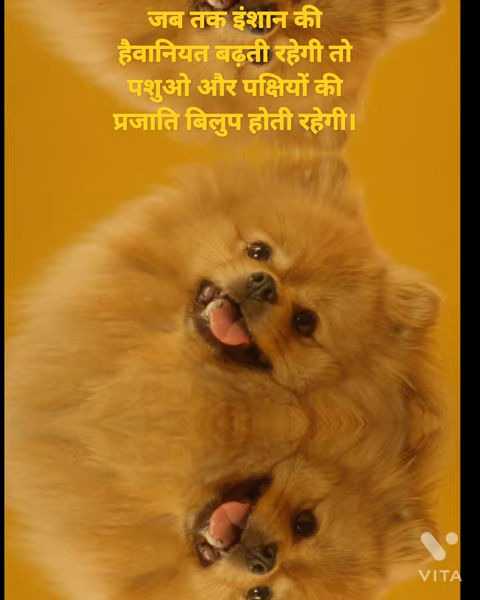 जब तक इंशान की
हैवानियत बढ़ती रहेगी तो
पशुओ और पक्षियों की
प्रजाति बिलुप होती रहेगी।
VITA